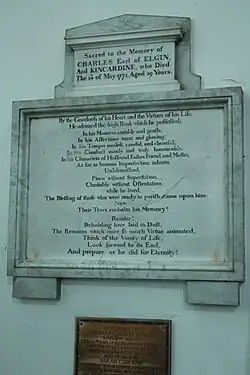 Sacred to the Memory of
CHARLES Earl of ELGIN,
And KINCARDINE, who Died
The of May 1771, Aged 39 Years.
By the Goodness of his Heart and the Virtues of his Life,
He adorned the high Rank which he possessed;
In his Manners amiable and gentle,
In his Affections warm and glowing;
In his Temper modest, candid, and chearful,
In his Conduct manly and truly honourable,
In his Characters of Husband, Father, Friend, and Master,
As far as human Imperfection admits
Unblemished.
Pious without Superstition,
Charitable without Ostentation
while he lived,
The Blessing of those who were ready to perish, came upon him:
Now
Their Tears embalm his Memory!
Reader!
Beholding here laid in Dust,
The Remains which once so much Virtue animated,
Think of the Vanity of Life,
Look forward to its End,
And prepare as he did for Eternity!